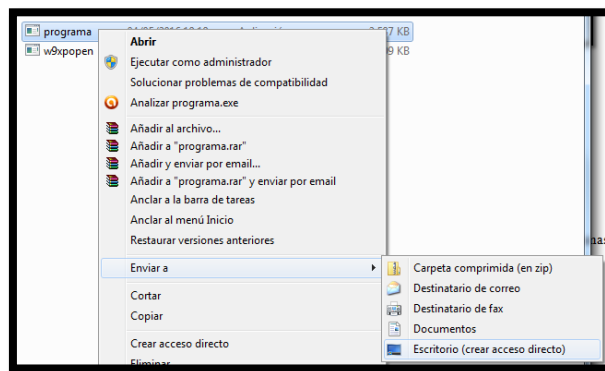 programa
w9xpopen
KB
KB
Abrir
Ejecutar como administrador
Solucionar problemas de compatibilidad
Analizar programa.exe
Añadir al archivo...
Añadir a "programa.rar"
Añadir y enviar por email...
Añadir a "programa.rar" y enviar por email
Anclar a la barra de tareas
Anclar al menú Inicio
Restaurar versiones anteriores
Enviar a
Cortar
Copiar
Crear acceso directo
Eliminar
Carpeta comprimida (en zip)
Destinatario de correo
Destinatario de fax
Documentos
Escritorio (crear acceso directo)